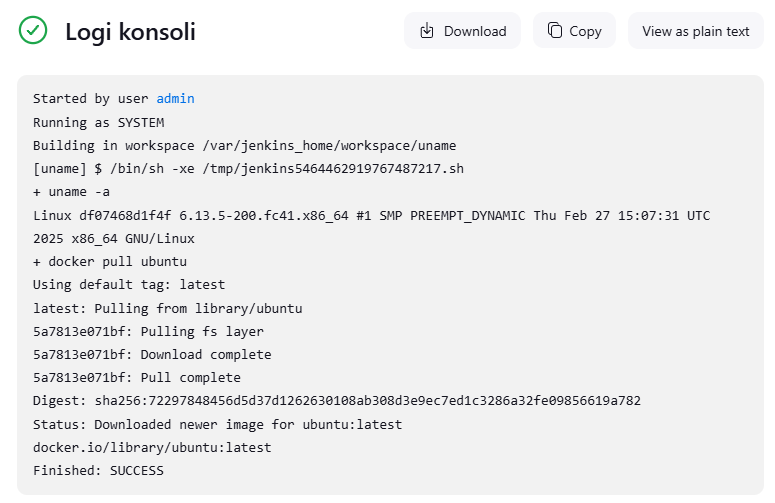 Logi konsoli
Download
Copy
View as plain text
Started by user admin
Running as SYSTEM
Building in workspace /var/jenkins_home/workspace/uname
[uname] $ /bin/sh -xe /tmp/jenkins5464462919767487217.sh
+ uname -a
Linux df07468d1f4f 6.13.5-200.fc41.x86_64 #1 SMP PREEMPT_DYNAMIC Thu Feb 27 15:07:31 UTC
2025 x86_64 GNU/Linux
+ docker pull ubuntu
Using default tag: latest
latest: Pulling from library/ubuntu
5a7813e071bf: Pulling fs layer
5a7813e071bf: Download complete
5a7813e071bf: Pull complete
Digest: sha256:72297848456d5d37d1262630108ab308d3e9ec7ed1c3286a32fe09856619a782
Status: Downloaded newer image for ubuntu:latest
docker.io/library/ubuntu:latest
Finished: SUCCESS